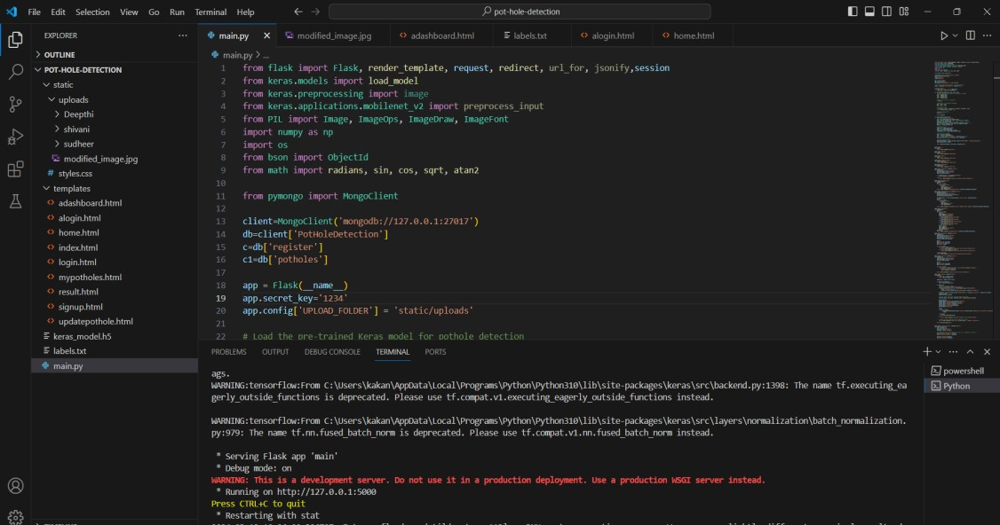 File Edit Selection View Go Run Terminal Help
pot-hole-detection
EXPLORER
OUTLINE
POT-HOLE-DETECTION
static
uploads
Deepthi
shivani
sudheer
modified_image.jpg
# styles.css
templates
adashboard.html
alogin.html
home.html
index.html
login.html
mypotholes.html
result.html
signup.html
updatepothole.html
keras_model.h5
labels.txt
main.py
main.py modified_image.jpg adashboard.html labels.txt alogin.html home.html
main.py > ...
1 from flask import Flask, render_template, request, redirect, url_for, jsonify,session
2 from keras.models import load_model
3 from keras.preprocessing import image
4 from keras.applications.mobilenet_v2 import preprocess_input
5 from PIL import Image, ImageOps, ImageDraw, ImageFont
6 import numpy as np
7 import os
8 from bson import ObjectId
9 from math import radians, sin, cos, sqrt, atan2
10
11 from pymongo import MongoClient
12
13 client=MongoClient('mongodb://127.0.0.1:27017')
14 db=client['PotHoleDetection']
15 c=db['register']
16 c1=db['potholes']
17
18 app = Flask(__name__)
19 app.secret_key='1234'
20 app.config['UPLOAD_FOLDER'] = 'static/uploads'
21
22 # Load the pre-trained Keras model for pothole detection
PROBLEMS OUTPUT DEBUG CONSOLE TERMINAL PORTS
powershell
Python
ags.
WARNING:tensorflow:From C:\Users\kakan\AppData\Local\Programs\Python\Python310\lib\site-packages\keras\src\backend.py:1398: The name tf.executing_ea
gerly_outside_functions is deprecated. Please use tf.compat.v1.executing_eagerly_outside_functions instead.
WARNING:tensorflow:From C:\Users\kakan\AppData\Local\Programs\Python\Python310\lib\site-packages\keras\src\layers\normalization\batch_normalization.
py:979: The name tf.nn.fused_batch_norm is deprecated. Please use tf.compat.v1.nn.fused_batch_norm instead.
* Serving Flask app 'main'
* Debug mode: on
WARNING: This is a development server. Do not use it in a production deployment. Use a production WSGI server instead.
* Running on http://127.0.0.1:5000
Press CTRL+C to quit
* Restarting with stat